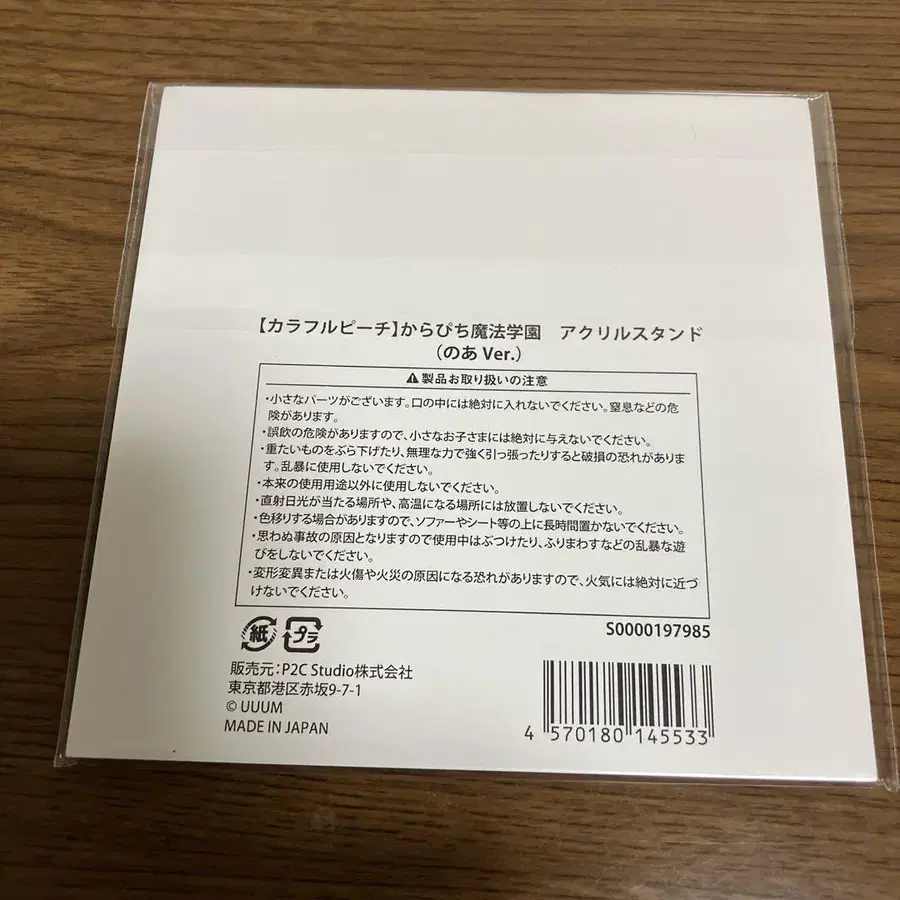 【カラフルピーチ】からぴち魔法学園　アクリルスタンド
（のあ Ver.）
⚠製品お取り扱いの注意
・小さなパーツがございます。口の中には絶対に入れないでください。窒息などの危
険があります。
・誤飲の危険がありますので、小さなお子さまには絶対に与えないでください。
・重たいものをぶら下げたり、無理な力で強く引っ張ったりすると破損の恐れがありま
す。乱暴に使用しないでください。
・本来の使用用途以外に使用しないでください。
・直射日光が当たる場所や、高温になる場所には放置しないでください。
・色移りする場合がありますので、ソファーやシート等の上に長時間置かないでください。
・思わぬ事故の原因となりますので使用中はぶつけたり、ふりまわすなどの乱暴な遊
びをしないでください。
・変形変異または火傷や火災の原因になる恐れがありますので、火気には絶対に近づ
けないでください。
S0000197985
紙 プラ
販売元：P2C Studio株式会社
東京都港区赤坂9-7-1
© UUUM
MADE IN JAPAN
4 570180 145533